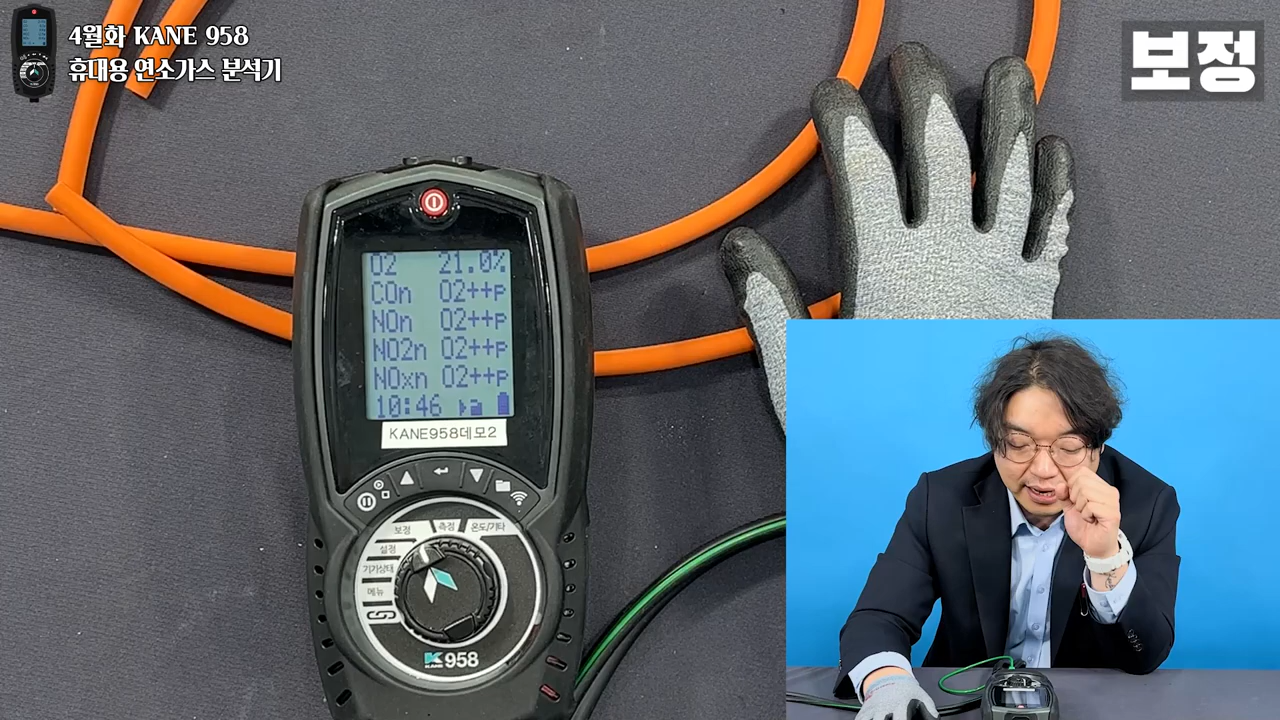 4월화 KANE 958
휴대용 연소가스 분석기
보정
O2 21.0%
COn O2++p
NOn O2++p
NO2n O2++p
NOxn O2++p
10:46
KANE958데모2
보정 측정 온도/기타
설정
기기상태
메뉴
KANE 958